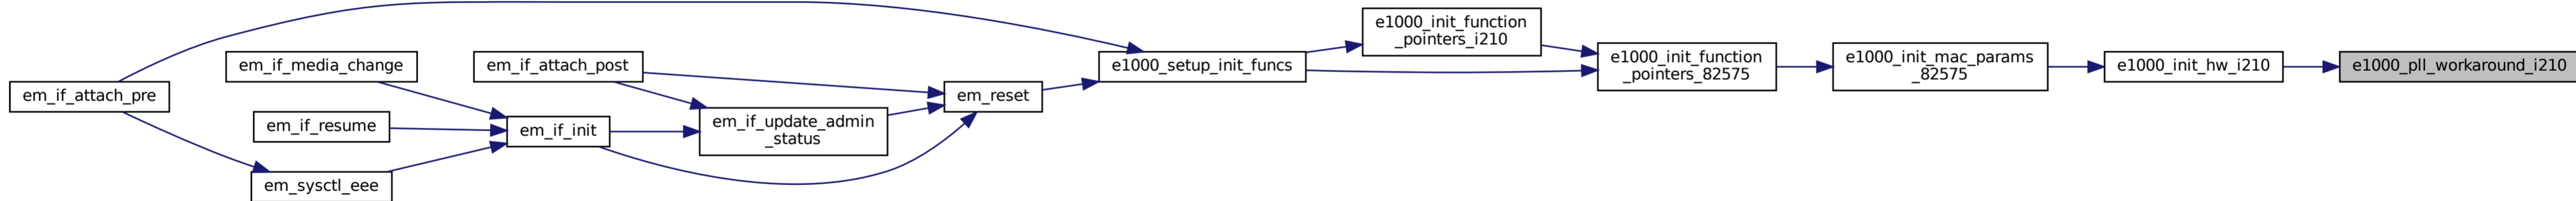 em_if_attach_pre
em_if_media_change
em_if_resume
em_sysctl_eee
em_if_attach_post
em_if_init
em_if_update_admin
_status
em_reset
e1000_setup_init_funcs
e1000_init_function
_pointers_i210
e1000_init_function
_pointers_82575
e1000_init_mac_params
_82575
e1000_init_hw_i210
e1000_pll_workaround_i210